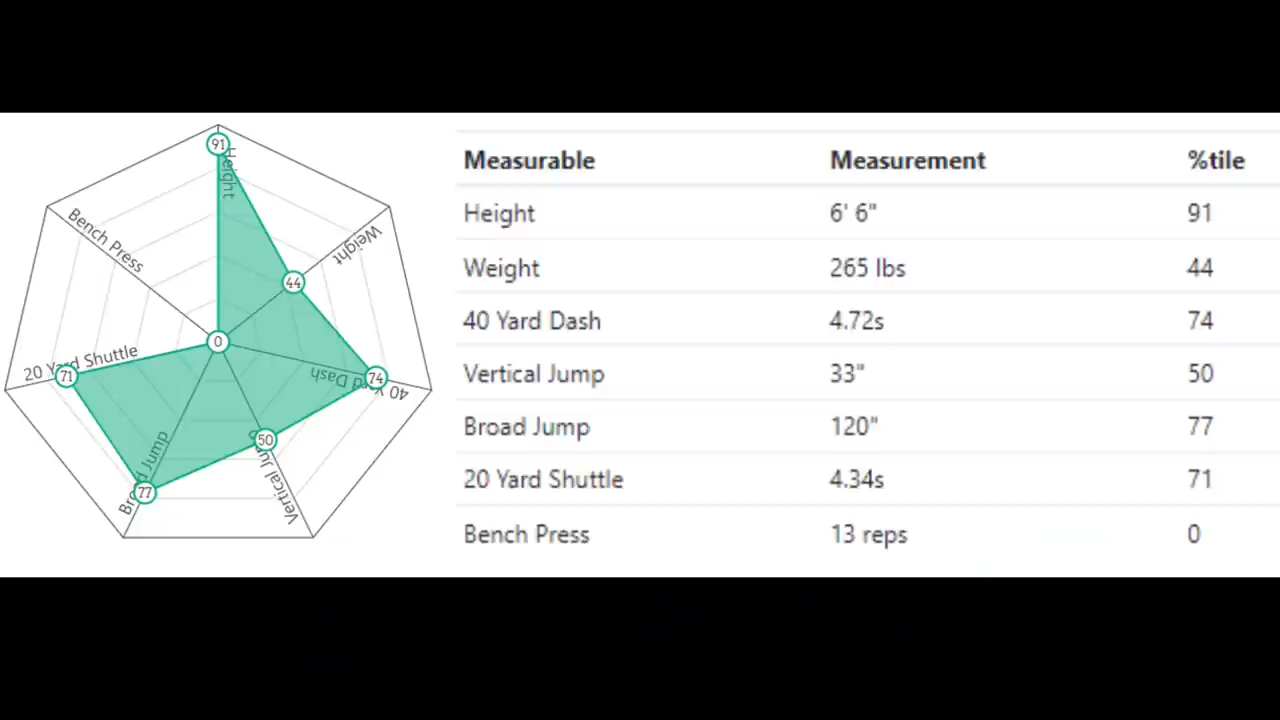 91
Height
Bench Press
Weight
44
0
20 Yard Shuttle
71
74
40 Yard Dash
50
Vertical Jump
Broad Jump
77
Measurable Measurement %tile
Height 6' 6" 91
Weight 265 lbs 44
40 Yard Dash 4.72s 74
Vertical Jump 33" 50
Broad Jump 120" 77
20 Yard Shuttle 4.34s 71
Bench Press 13 reps 0